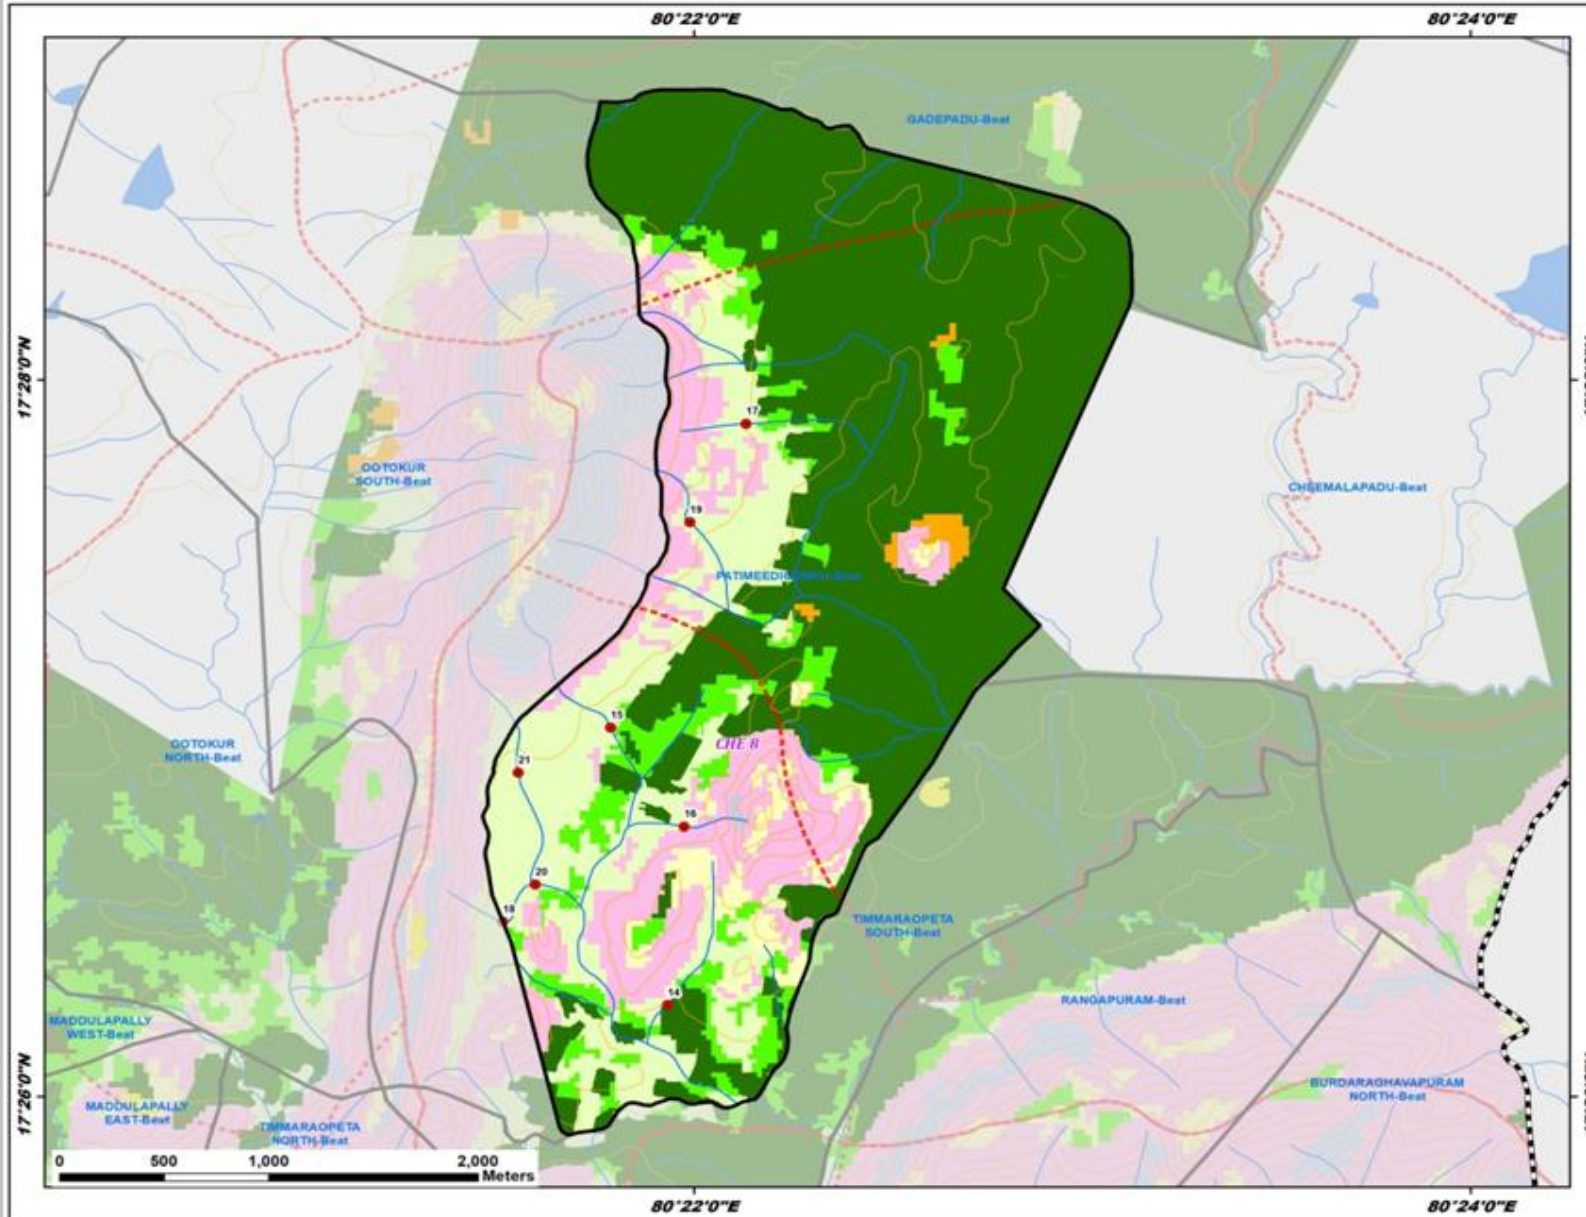 80°22'0"E
80°24'0"E
GADEPADU-Beat
17°28'0"N
17
OOTOKUR
SOUTH-Beat
CHEEMALAPADU-Beat
19
15
OOTOKUR
NORTH-Beat
CHE 8
21
16
20
18
TIMMARAOPETA
SOUTH-Beat
14
RANGAPURAM-Beat
MADDULAPALLY
WEST-Beat
17°26'0"N
BURDARAGHAVAPURAM
NORTH-Beat
MADDULAPALLY
EAST-Beat
TIMMARAOPETA
NORTH-Beat
0 500 1,000 2,000
Meters
80°22'0"E
80°24'0"E